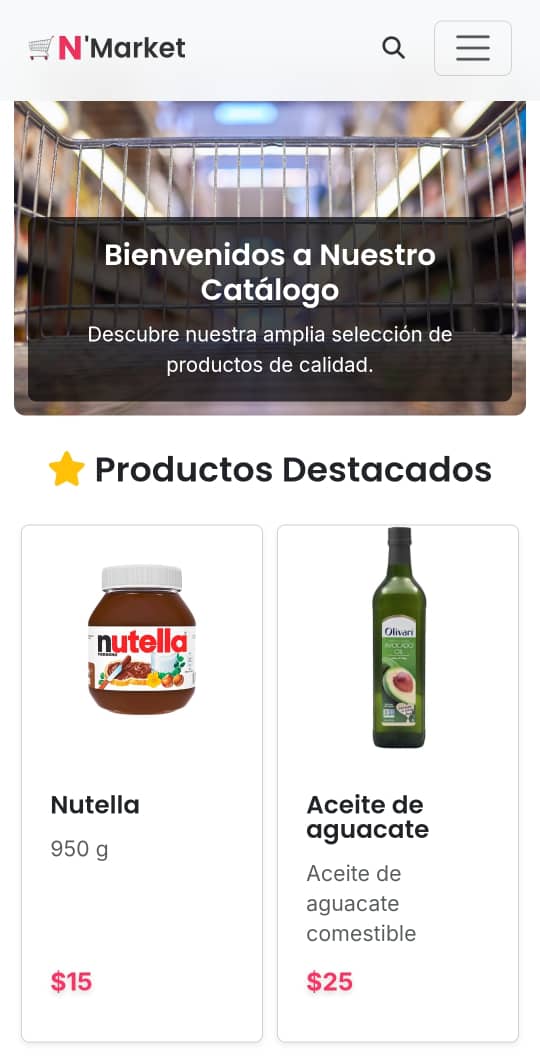 N'Market
Bienvenidos a Nuestro
Catálogo
Descubre nuestra amplia selección de
productos de calidad.
Productos Destacados
nutella
Olivari
AVOCADO
OIL
Nutella
950 g
$15
Aceite de
aguacate
Aceite de
aguacate
comestible
$25